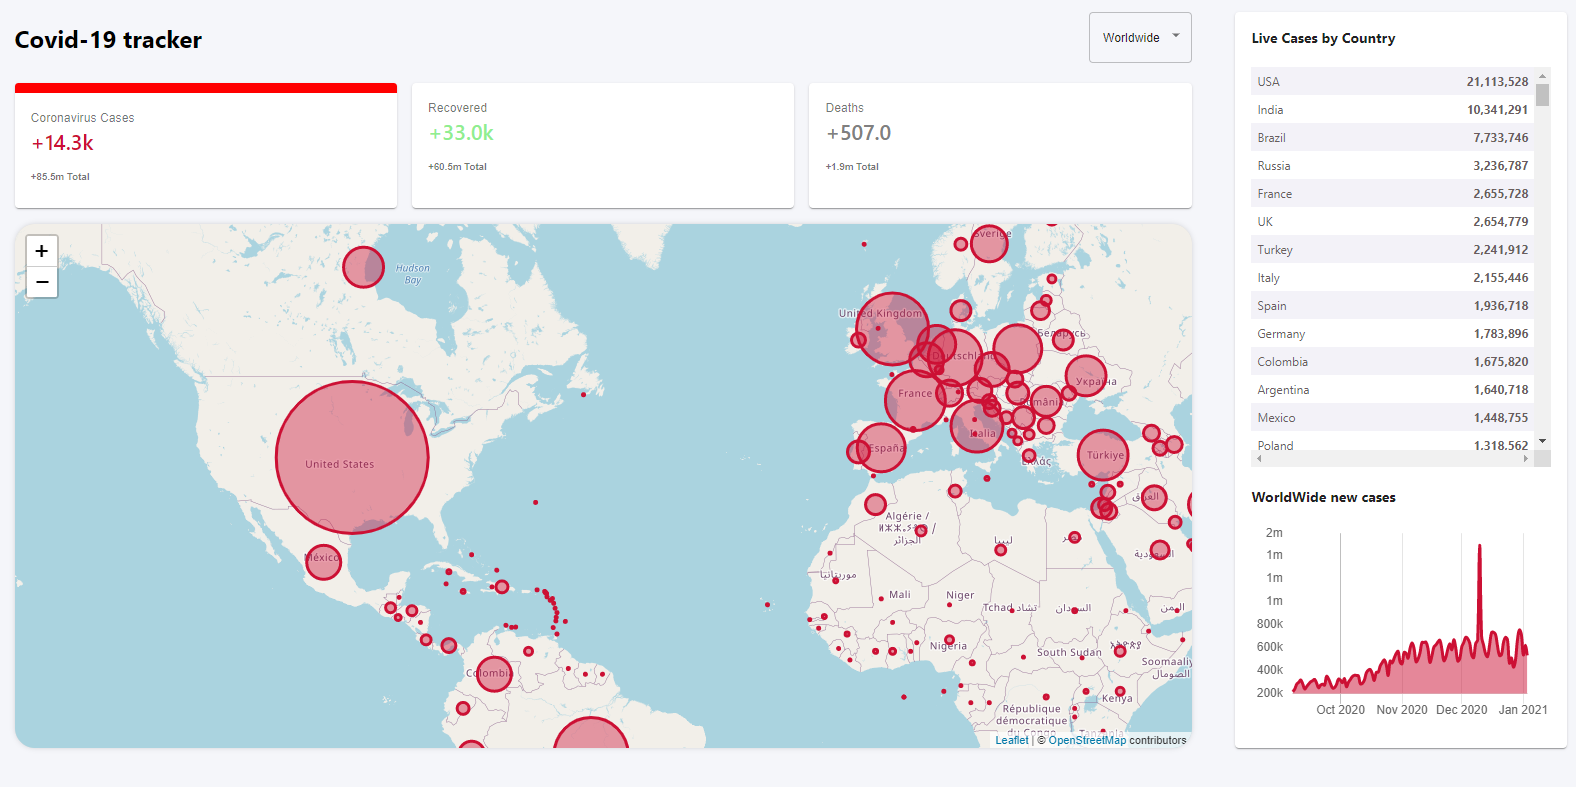 Covid-19 tracker
Worldwide
Coronavirus Cases
+14.3k
+85.5m Total
Recovered
+33.0k
+60.5m Total
Deaths
+507.0
+1.9m Total
+
−
Hudson
Bay
United States
México
Colombia
Sverige
United Kingdom
Беларусь
Deutschland
Україна
France
România
Italia
España
Türkiye
Ελλάς
Algérie /
ⵍⵣⵣⴰⵢⴻⵔ /
الجزائر
ليبيا
مصر
العراق
السعودية
موريتانيا
Mali
Niger
Tchad تشاد
السودان
اليمن
Nigeria
South Sudan
Soomaaliya
الصومال
Kenya
République
démocratique
du Congo
Tanzania
Leaflet | © OpenStreetMap contributors
Live Cases by Country
USA 21,113,528
India 10,341,291
Brazil 7,733,746
Russia 3,236,787
France 2,655,728
UK 2,654,779
Turkey 2,241,912
Italy 2,155,446
Spain 1,936,718
Germany 1,783,896
Colombia 1,675,820
Argentina 1,640,718
Mexico 1,448,755
Poland 1,318,562
WorldWide new cases
2m
1m
1m
1m
800k
600k
400k
200k
Oct 2020 Nov 2020 Dec 2020 Jan 2021